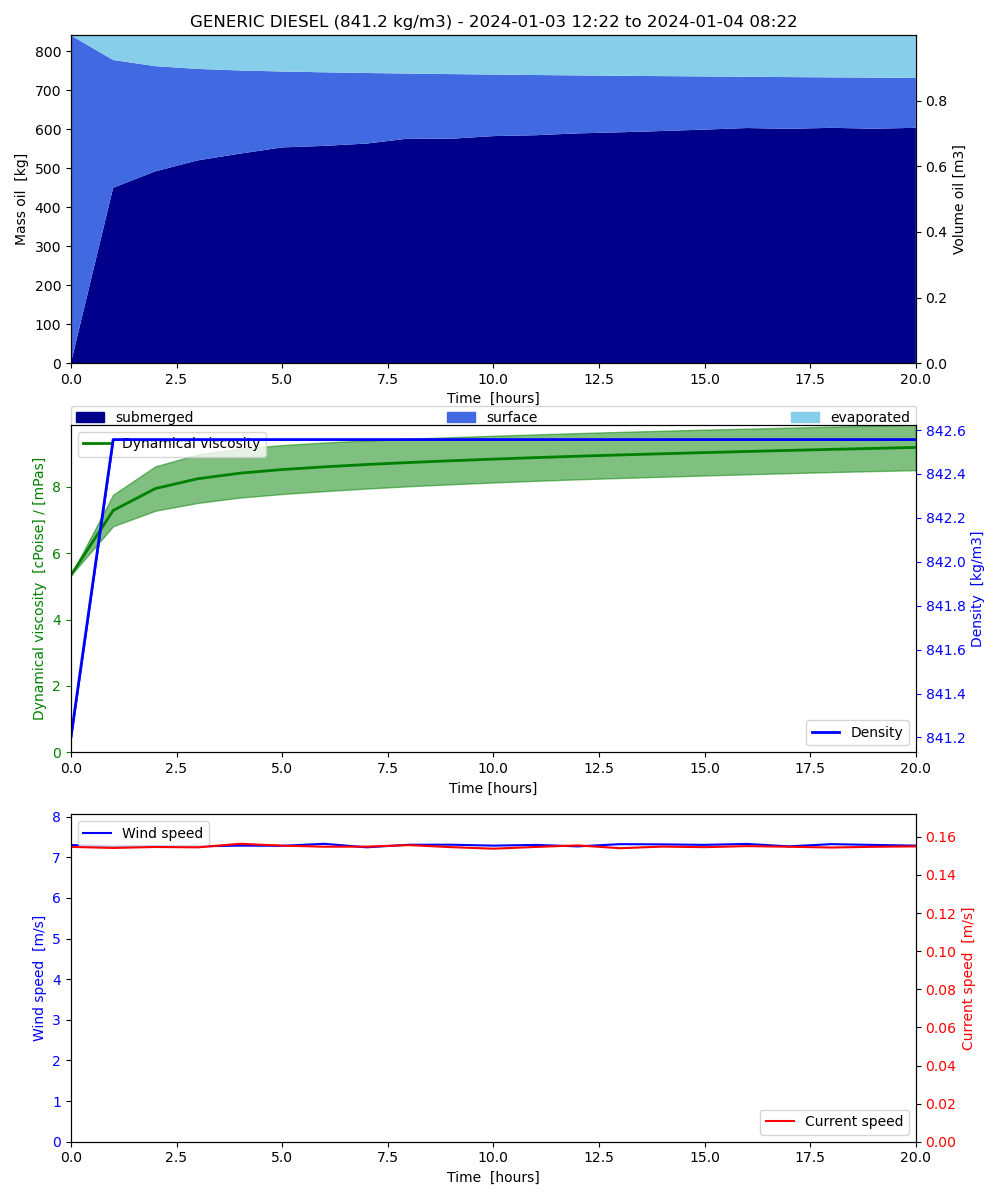 GENERIC DIESEL (841.2 kg/m3) - 2024-01-03 12:22 to 2024-01-04 08:22
800
700
600
500
400
300
200
100
0
Mass oil [kg]
0.8
0.6
0.4
0.2
0.0
Volume oil [m3]
0.0 2.5 5.0 7.5 10.0 12.5 15.0 17.5 20.0
Time [hours]
submerged surface evaporated
Dynamical viscosity
8
6
4
2
0
Dynamical viscosity [cPoise] / [mPas]
842.6
842.4
842.2
842.0
841.8
841.6
841.4
841.2
Density [kg/m3]
Density
0.0 2.5 5.0 7.5 10.0 12.5 15.0 17.5 20.0
Time [hours]
Wind speed
8
7
6
5
4
3
2
1
0
Wind speed [m/s]
0.16
0.14
0.12
0.10
0.08
0.06
0.04
0.02
0.00
Current speed [m/s]
Current speed
0.0 2.5 5.0 7.5 10.0 12.5 15.0 17.5 20.0
Time [hours]